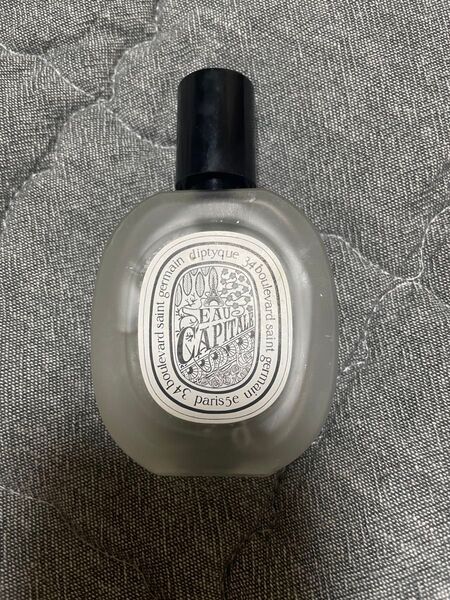 34 boulevard saint germain diptyque 34 boulevard saint germain
EAU
CAPITALE
paris 5e